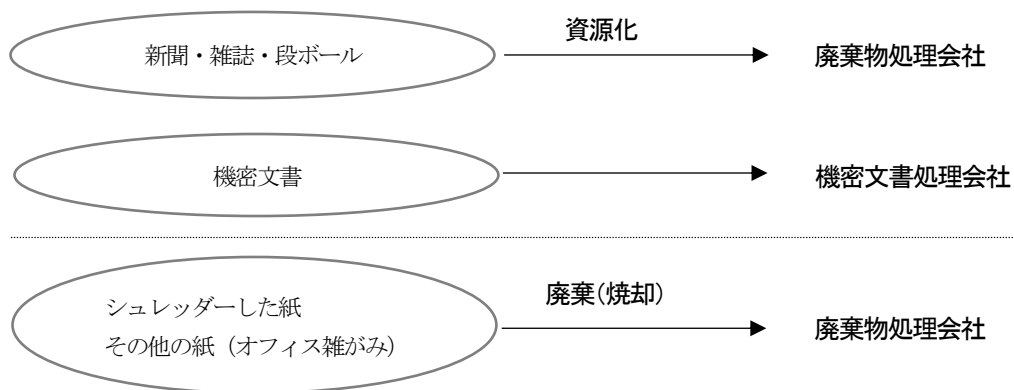 新聞・雑誌・段ボール
資源化
廃棄物処理会社
機密文書
機密文書処理会社
シュレッダーした紙
その他の紙（オフィス雑がみ）
廃棄（焼却）
廃棄物処理会社